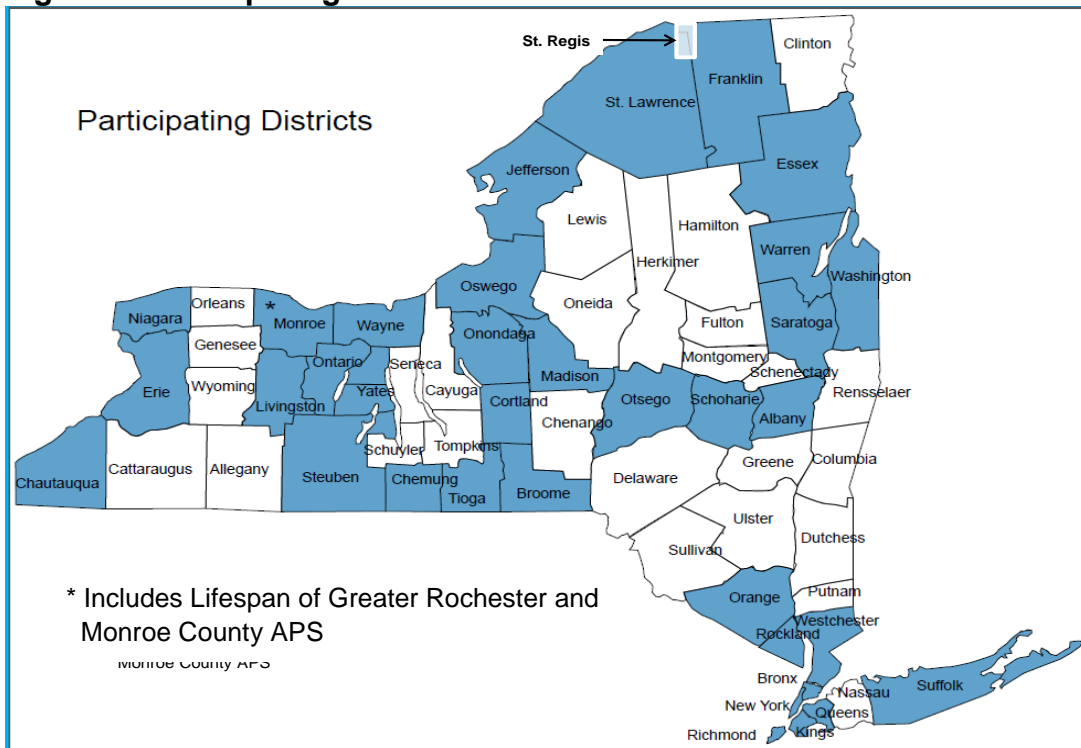 St. Regis
Clinton
Franklin
St. Lawrence
Participating Districts
Essex
Jefferson
Lewis
Hamilton
Warren
Herkimer
Washington
Oswego
Oneida
Orleans
Niagara
*
Monroe
Wayne
Fulton
Saratoga
Onondaga
Genesee
Montgomery
Ontario
Seneca
Schenectady
Madison
Wyoming
Erie
Yates
Cayuga
Rensselaer
Livingston
Cortland
Otsego
Schoharie
Albany
Chenango
Schuyler
Tompkins
Greene
Columbia
Cattaraugus
Allegany
Steuben
Chemung
Delaware
Chautauqua
Tioga
Broome
Ulster
Dutchess
Sullivan
* Includes Lifespan of Greater Rochester and
Monroe County APS
Monroe County APS
Orange
Putnam
Westchester
Rockland
Bronx
Nassau
Suffolk
New York
Queens
Richmond
Kings